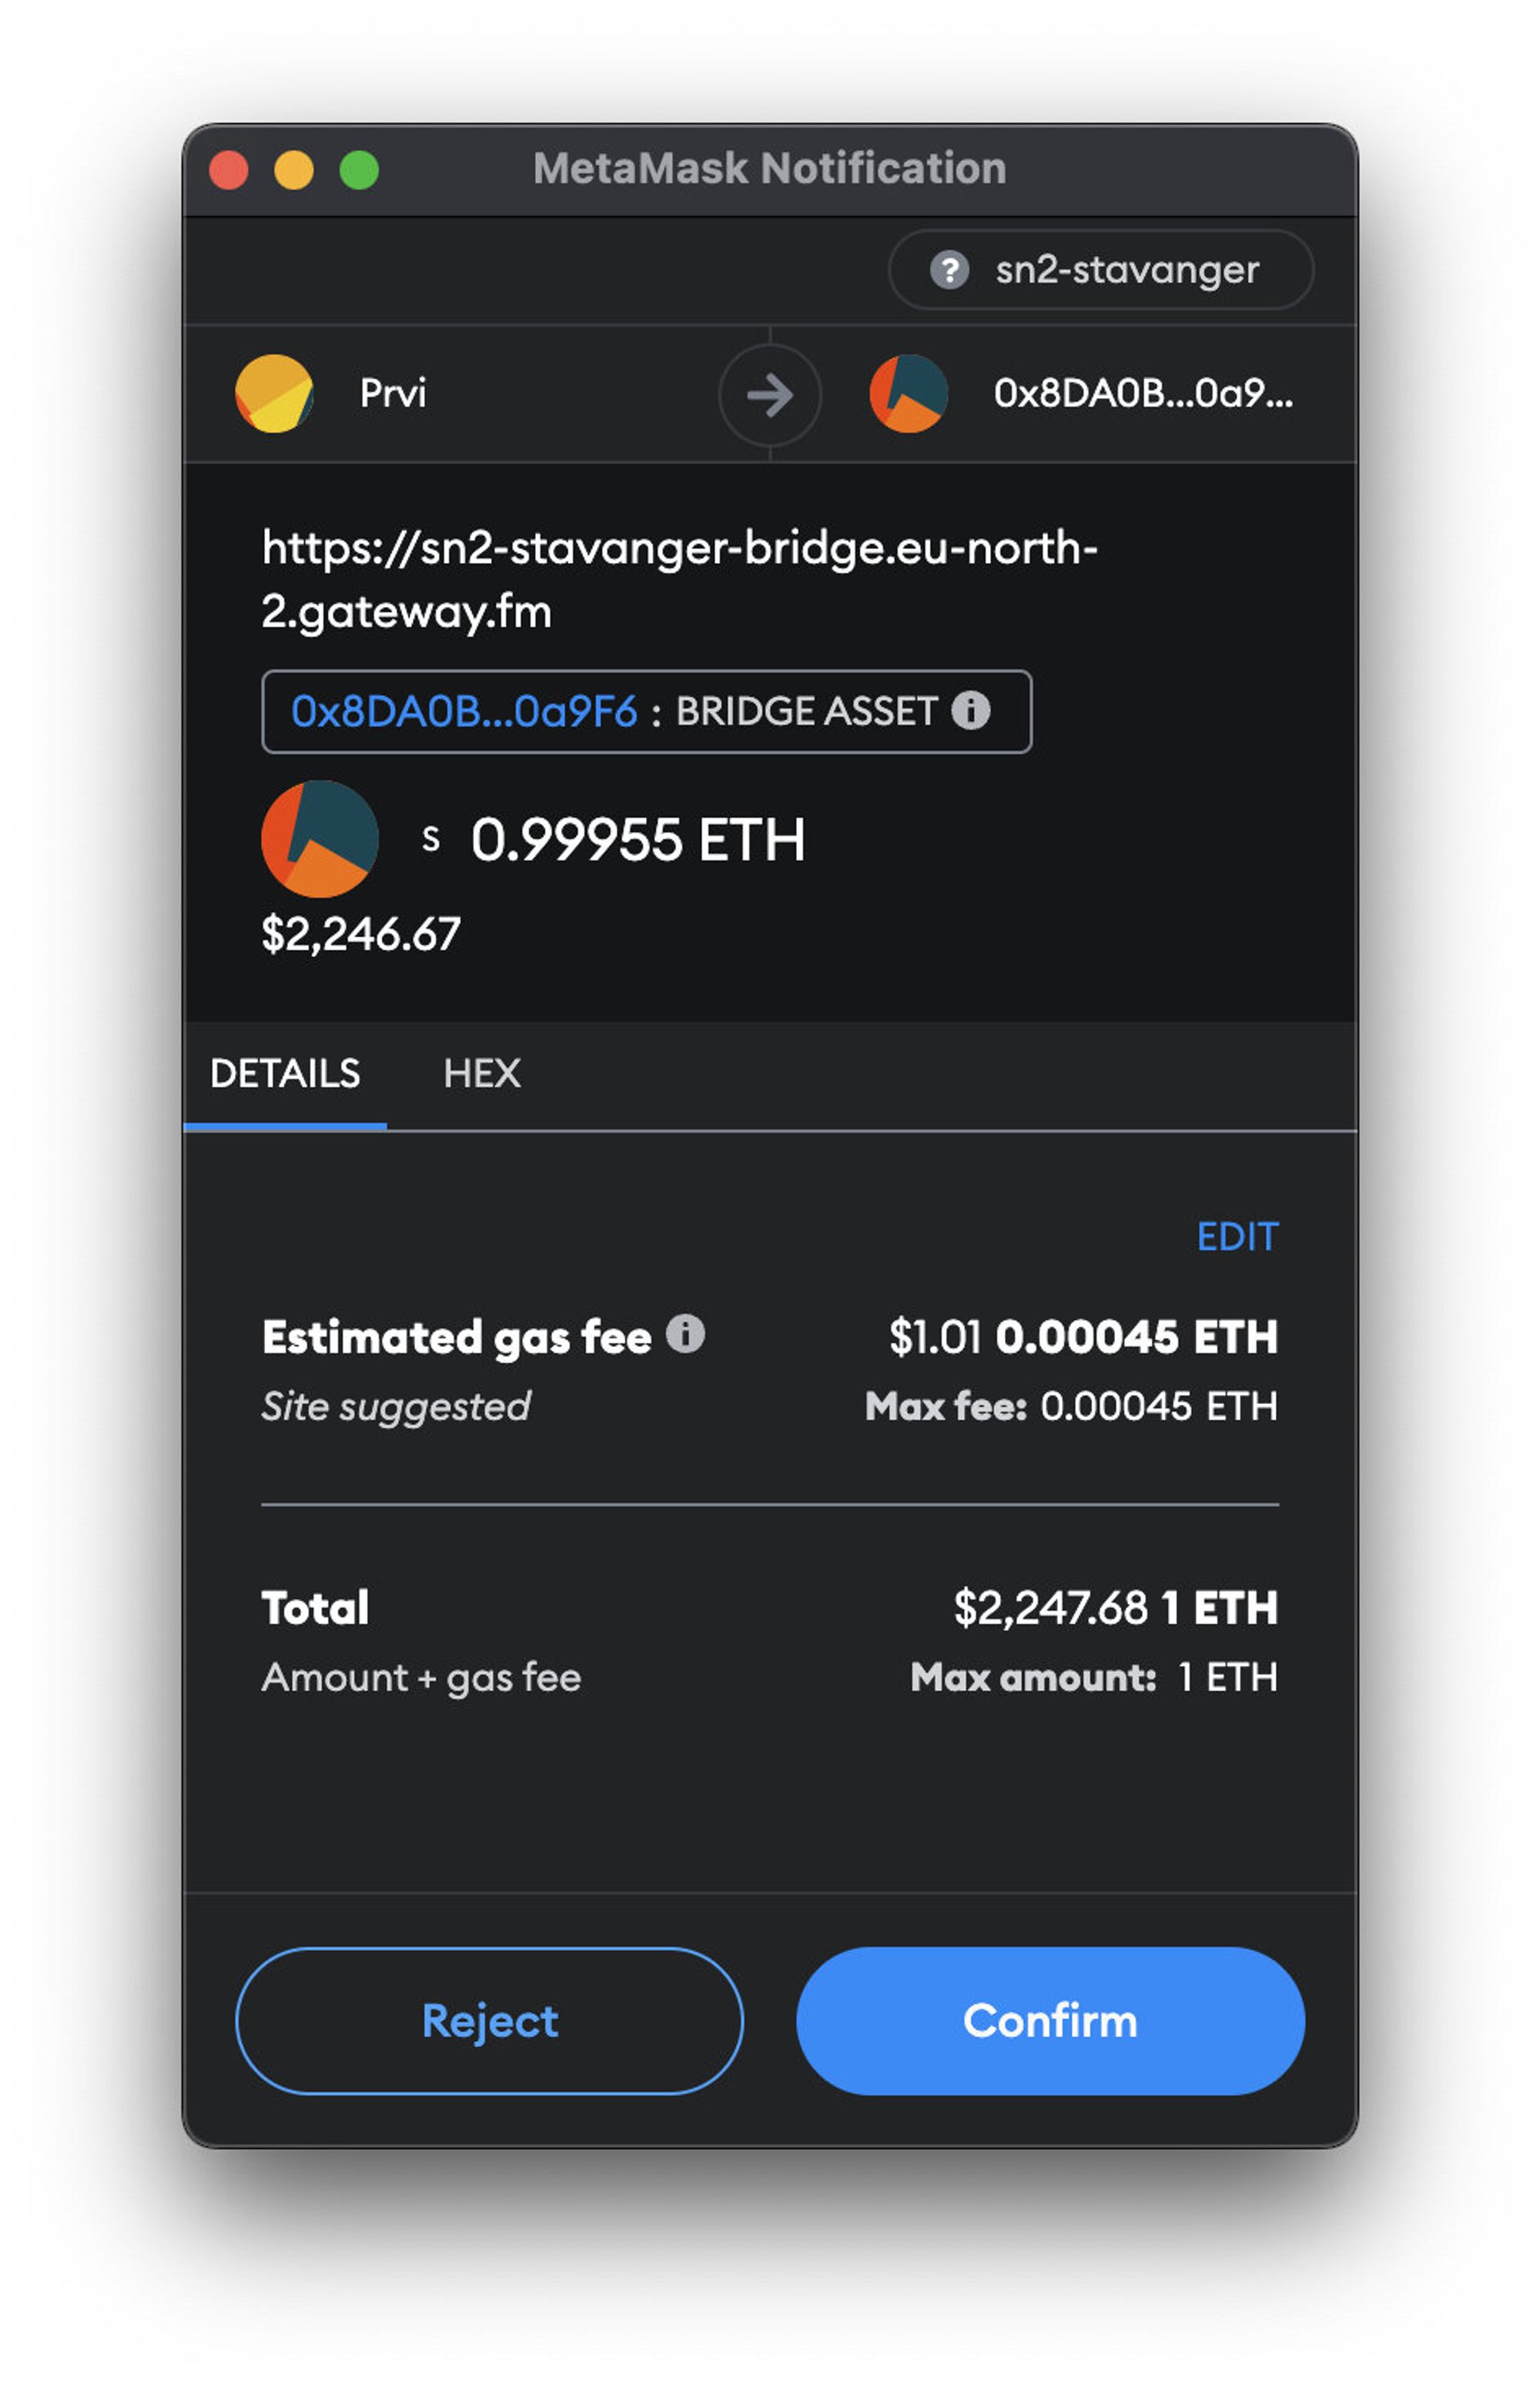 MetaMask Notification
? sn2-stavanger
Prvi
0x8DA0B...0a9...
https://sn2-stavanger-bridge.eu-north-
2.gateway.fm
0x8DA0B...0a9F6 : BRIDGE ASSET i
S 0.99955 ETH
$2,246.67
DETAILS HEX
EDIT
Estimated gas fee i $1.01 0.00045 ETH
Site suggested Max fee: 0.00045 ETH
Total $2,247.68 1 ETH
Amount + gas fee Max amount: 1 ETH
Reject Confirm